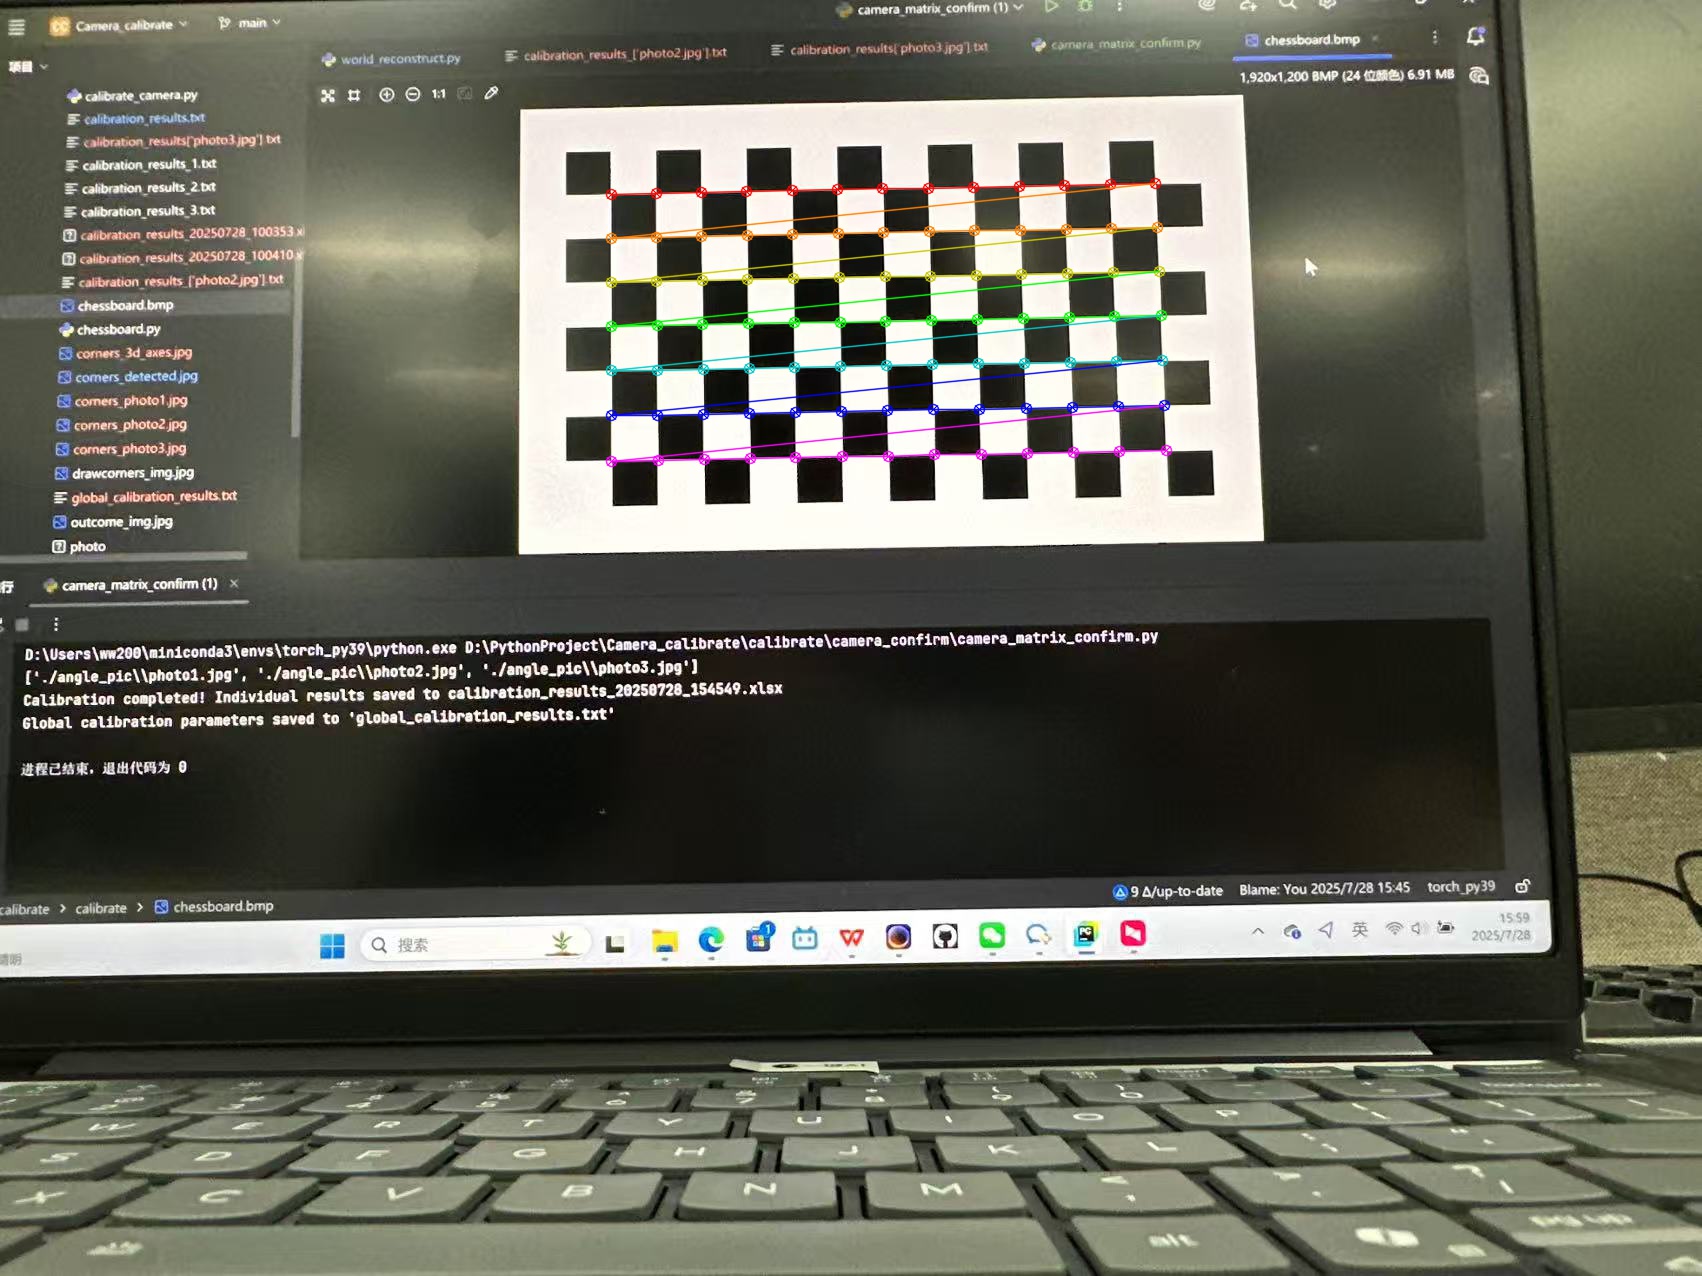 CC Camera_calibrate main
camera_matrix_confirm (1)
项目
world_reconstruct.py
calibration_results_['photo2.jpg'].txt
calibration_results['photo3.jpg'].txt
camera_matrix_confirm.py
chessboard.bmp
1:1
1,920x1,200 BMP (24 位颜色) 6.91 MB
calibrate_camera.py
calibration_results.txt
calibration_results['photo3.jpg'].txt
calibration_results_1.txt
calibration_results_2.txt
calibration_results_3.txt
calibration_results_20250728_100353.x
calibration_results_20250728_100410.x
calibration_results_['photo2.jpg'].txt
chessboard.bmp
chessboard.py
corners_3d_axes.jpg
corners_detected.jpg
corners_photo1.jpg
corners_photo2.jpg
corners_photo3.jpg
drawcorners_img.jpg
global_calibration_results.txt
outcome_img.jpg
photo
行 camera_matrix_confirm (1)
D:\Users\ww200\miniconda3\envs\torch_py39\python.exe D:\PythonProject\Camera_calibrate\calibrate\camera_confirm\camera_matrix_confirm.py
['./angle_pic\\photo1.jpg', './angle_pic\\photo2.jpg', './angle_pic\\photo3.jpg']
Calibration completed! Individual results saved to calibration_results_20250728_154549.xlsx
Global calibration parameters saved to 'global_calibration_results.txt'
进程已结束，退出代码为 0
9 Δ/up-to-date Blame: You 2025/7/28 15:45 torch_py39
calibrate > calibrate > chessboard.bmp
搜索
1
PC
英
15:59
2025/7/28
W E R T Y U I O P
S D F G H J K L
X C V B N M
alt
pg up